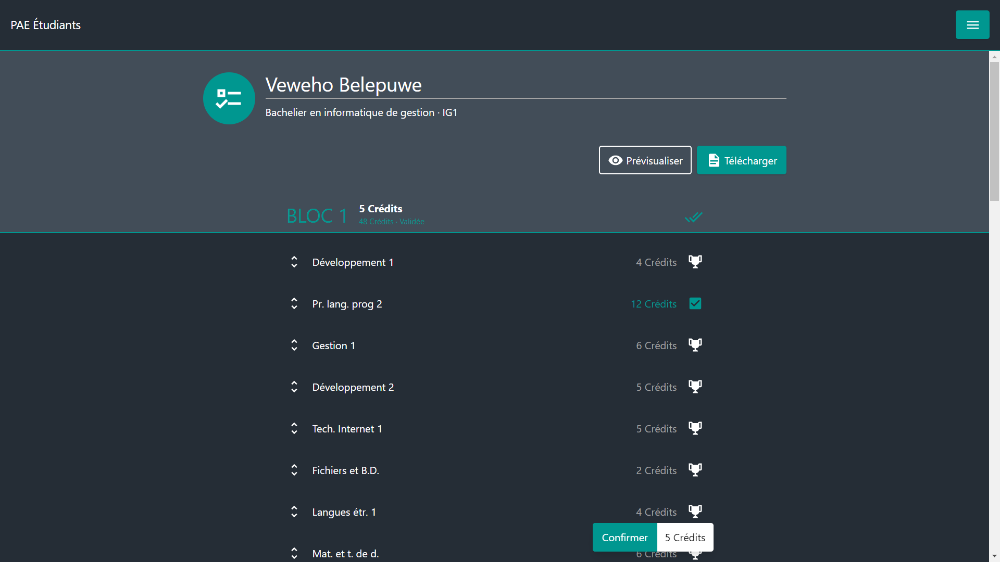 PAE Étudiants
Veweho Belepuwe
Bachelier en informatique de gestion · IG1
Prévisualiser
Télécharger
BLOC 1
5 Crédits
48 Crédits · Validée
Développement 1 4 Crédits
Pr. lang. prog 2 12 Crédits
Gestion 1 6 Crédits
Développement 2 5 Crédits
Tech. Internet 1 5 Crédits
Fichiers et B.D. 2 Crédits
Langues étr. 1 4 Crédits
Confirmer 5 Crédits
Mat. et t. de d. 6 Crédits